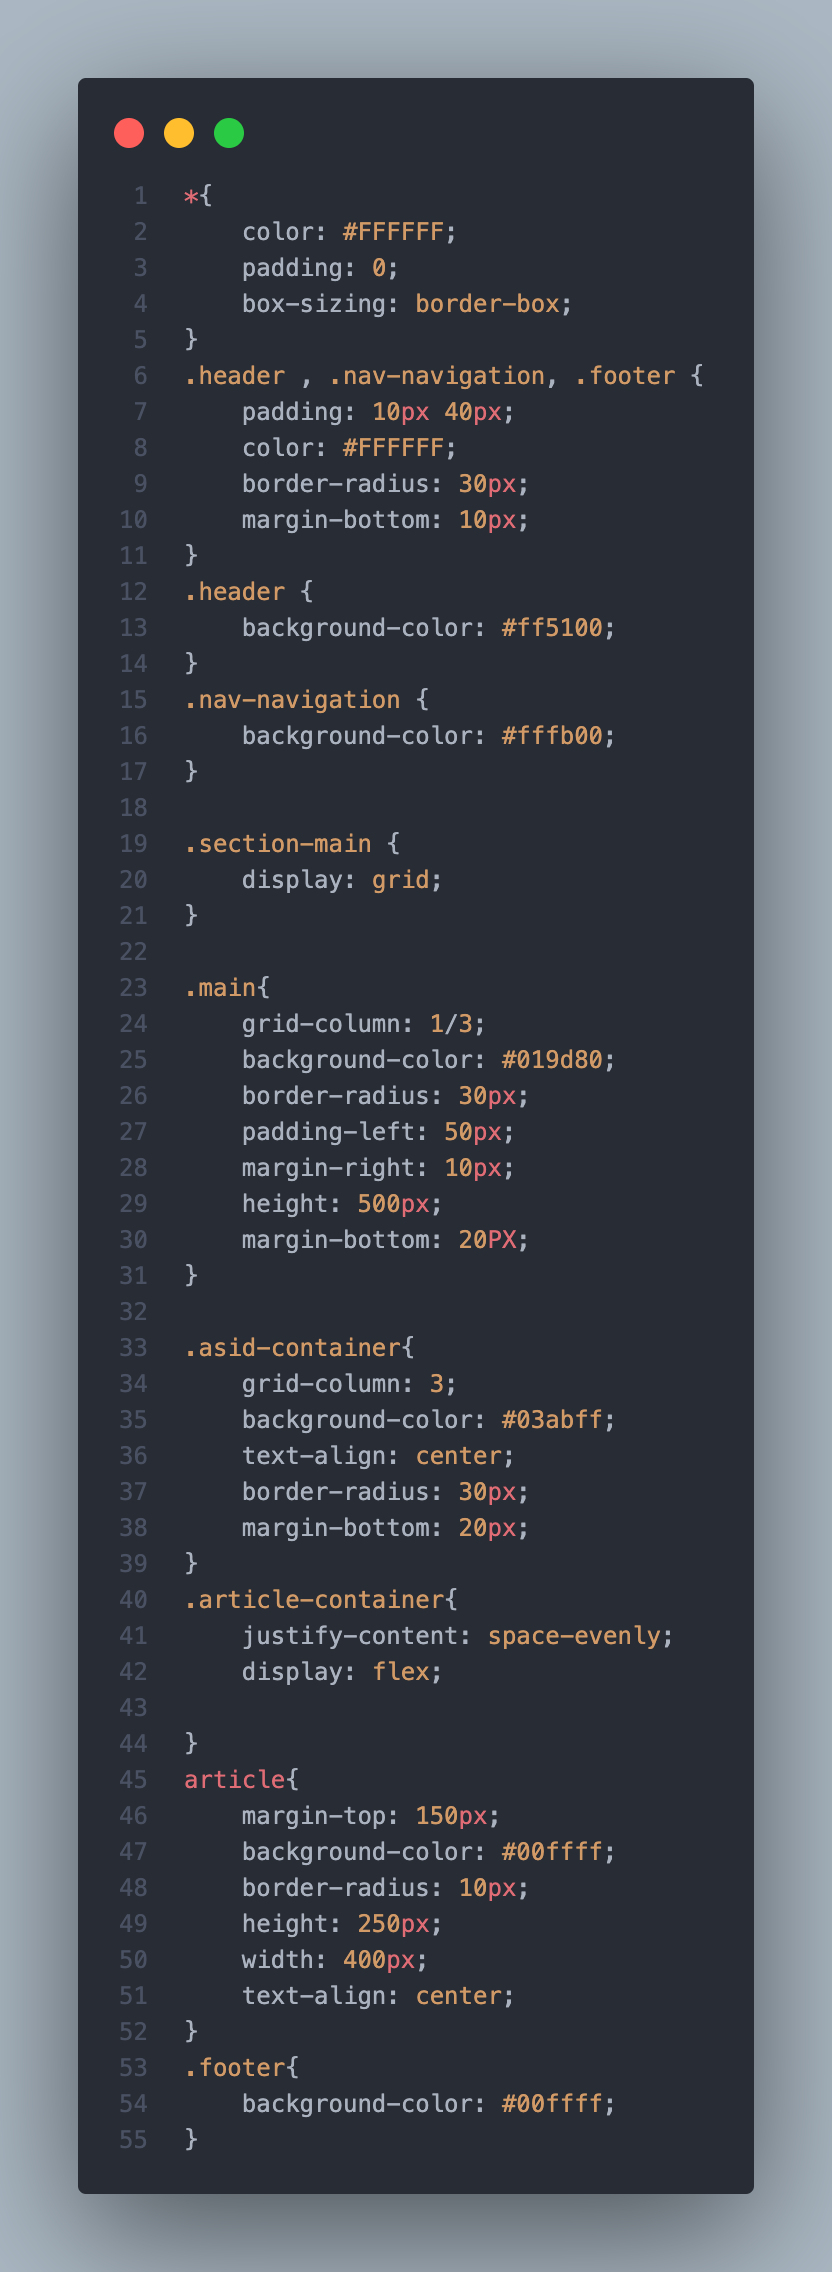 1 *{
2     color: #FFFFFF;
3     padding: 0;
4     box-sizing: border-box;
5 }
6 .header , .nav-navigation, .footer {
7     padding: 10px 40px;
8     color: #FFFFFF;
9     border-radius: 30px;
10     margin-bottom: 10px;
11 }
12 .header {
13     background-color: #ff5100;
14 }
15 .nav-navigation {
16     background-color: #fffb00;
17 }
18
19 .section-main {
20     display: grid;
21 }
22
23 .main{
24     grid-column: 1/3;
25     background-color: #019d80;
26     border-radius: 30px;
27     padding-left: 50px;
28     margin-right: 10px;
29     height: 500px;
30     margin-bottom: 20PX;
31 }
32
33 .asid-container{
34     grid-column: 3;
35     background-color: #03abff;
36     text-align: center;
37     border-radius: 30px;
38     margin-bottom: 20px;
39 }
40 .article-container{
41     justify-content: space-evenly;
42     display: flex;
43
44 }
45 article{
46     margin-top: 150px;
47     background-color: #00ffff;
48     border-radius: 10px;
49     height: 250px;
50     width: 400px;
51     text-align: center;
52 }
53 .footer{
54     background-color: #00ffff;
55 }